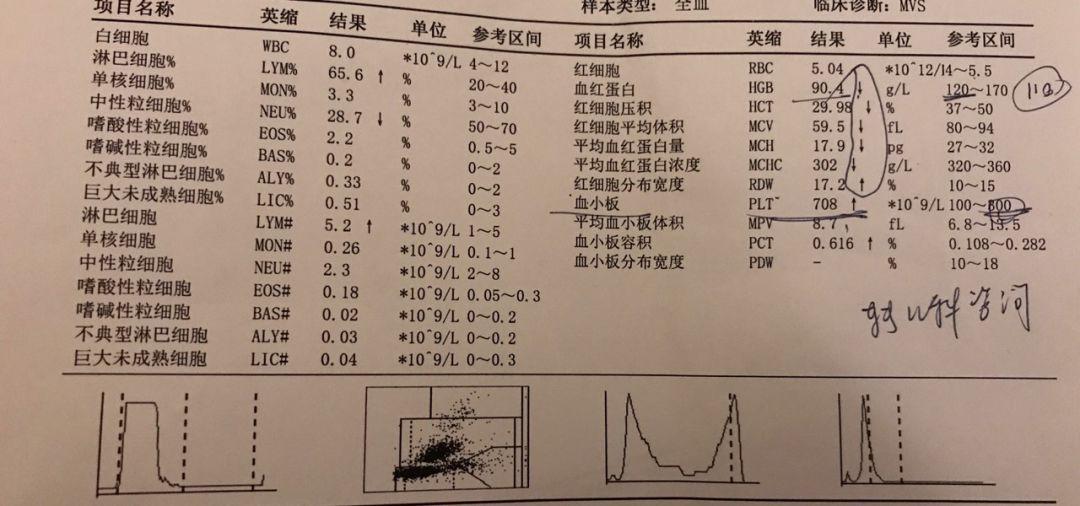 样本类型: 全血
临床诊断: MVS
项目名称 英缩 结果 单位 参考区间
白细胞 WBC 8.0 *10^9/L 4～12
淋巴细胞% LYM% 65.6 ↑ % 20～40
单核细胞% MON% 3.3 % 3～10
中性粒细胞% NEU% 28.7 ↓ % 50～70
嗜酸性粒细胞% EOS% 2.2 % 0.5～5
嗜碱性粒细胞% BAS% 0.2 % 0～2
不典型淋巴细胞% ALY% 0.33 % 0～2
巨大未成熟细胞% LIC% 0.51 % 0～3
淋巴细胞 LYM# 5.2 ↑ *10^9/L 1～5
单核细胞 MON# 0.26 *10^9/L 0.1～1
中性粒细胞 NEU# 2.3 *10^9/L 2～8
嗜酸性粒细胞 EOS# 0.18 *10^9/L 0.05～0.3
嗜碱性粒细胞 BAS# 0.02 *10^9/L 0～0.2
不典型淋巴细胞 ALY# 0.03 *10^9/L 0～0.2
巨大未成熟细胞 LIC# 0.04 *10^9/L 0～0.3
项目名称 英缩 结果 单位 参考区间
红细胞 RBC 5.04 *10^12/L 4～5.5
血红蛋白 HGB 90.4 ↓ g/L 120～170
红细胞压积 HCT 29.98 ↓ % 37～50
红细胞平均体积 MCV 59.5 ↓ fL 80～94
平均血红蛋白量 MCH 17.9 ↓ pg 27～32
平均血红蛋白浓度 MCHC 302 ↓ g/L 320～360
红细胞分布宽度 RDW 17.2 ↑ % 10～15
血小板 PLT 708 ↑ *10^9/L 100～300
平均血小板体积 MPV 8.7 fL 6.8～13.5
血小板容积 PCT 0.616 ↑ % 0.108～0.282
血小板分布宽度 PDW - % 10～18